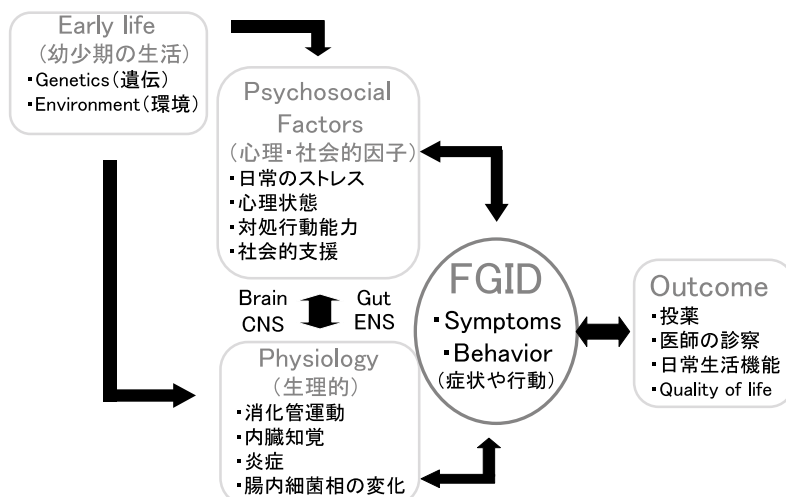 Early life
(幼少期の生活)
・Genetics(遺伝)
・Environment(環境)
Psychosocial
Factors
(心理・社会的因子)
・日常のストレス
・心理状態
・対処行動能力
・社会的支援
Brain Gut
CNS ENS
Physiology
(生理的)
・消化管運動
・内臓知覚
・炎症
・腸内細菌相の変化
FGID
・Symptoms
・Behavior
(症状や行動)
Outcome
・投薬
・医師の診察
・日常生活機能
・Quality of life